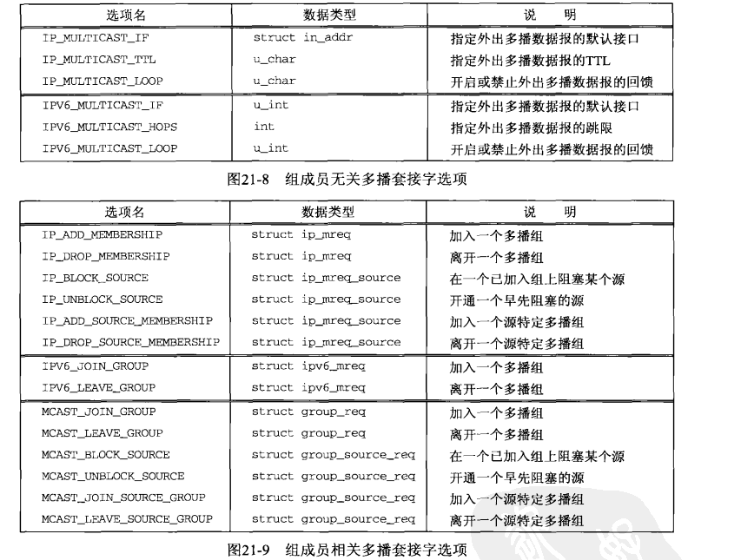 选项名 数据类型 说 明
IP_MULTICAST_IF struct in_addr 指定外出多播数据报的默认接口
IP_MULTICAST_TTL u_char 指定外出多播数据报的TTL
IP_MULTICAST_LOOP u_char 开启或禁止外出多播数据报的回馈
IPV6_MULTICAST_IF u_int 指定外出多播数据报的默认接口
IPV6_MULTICAST_HOPS int 指定外出多播数据报的跳限
IPV6_MULTICAST_LOOP u_int 开启或禁止外出多播数据报的回馈
图21-8 组成员无关多播套接字选项
选项名 数据类型 说 明
IP_ADD_MEMBERSHIP struct ip_mreq 加入一个多播组
IP_DROP_MEMBERSHIP struct ip_mreq 离开一个多播组
IP_BLOCK_SOURCE struct ip_mreq_source 在一个已加入组上阻塞某个源
IP_UNBLOCK_SOURCE struct ip_mreq_source 开通一个早先阻塞的源
IP_ADD_SOURCE_MEMBERSHIP struct ip_mreq_source 加入一个源特定多播组
IP_DROP_SOURCE_MEMBERSHIP struct ip_mreq_source 离开一个源特定多播组
IPV6_JOIN_GROUP struct ipv6_mreq 加入一个多播组
IPV6_LEAVE_GROUP struct ipv6_mreq 离开一个多播组
MCAST_JOIN_GROUP struct group_req 加入一个多播组
MCAST_LEAVE_GROUP struct group_req 离开一个多播组
MCAST_BLOCK_SOURCE struct group_source_req 在一个已加入组上阻塞某个源
MCAST_UNBLOCK_SOURCE struct group_source_req 开通一个早先阻塞的源
MCAST_JOIN_SOURCE_GROUP struct group_source_req 加入一个源特定多播组
MCAST_LEAVE_SOURCE_GROUP struct group_source_req 离开一个源特定多播组
图21-9 组成员相关多播套接字选项